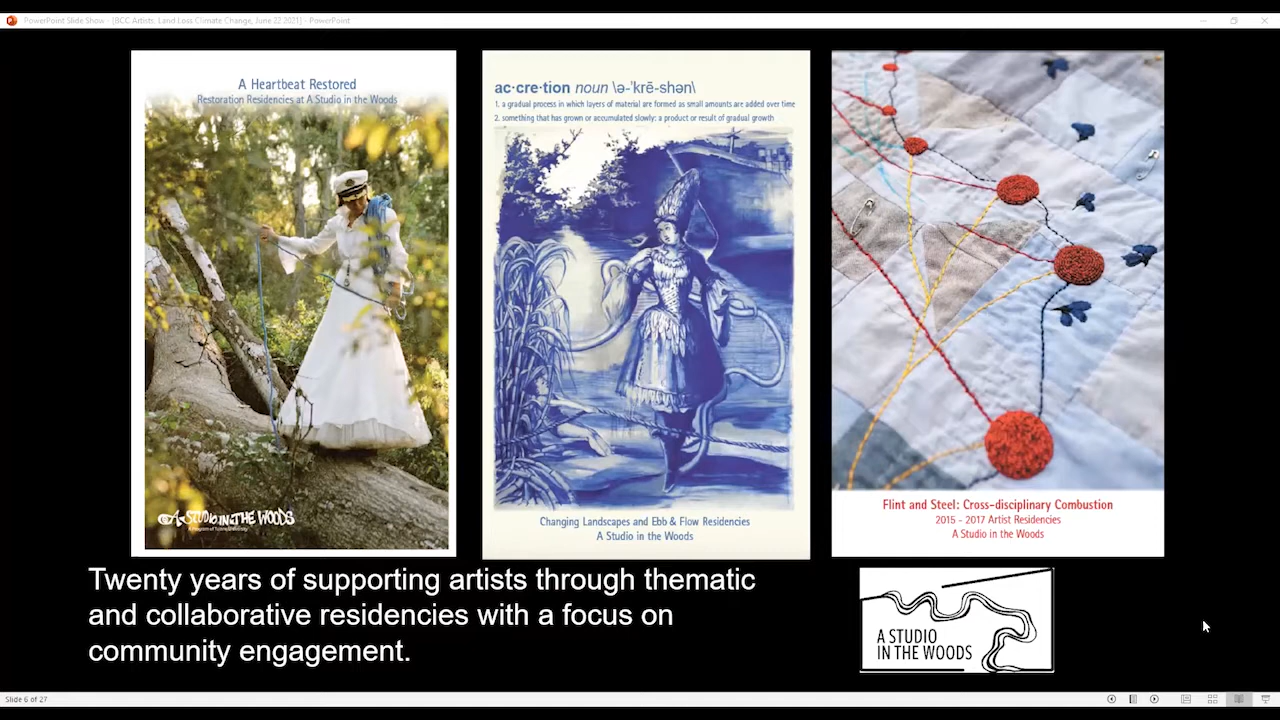 PowerPoint Slide Show - [BCC Artists, Land Loss Climate Change, June 22 2021] - PowerPoint
A Heartbeat Restored
Restoration Residencies at A Studio in the Woods
A STUDIO IN THE WOODS
A Program of Tulane University
ac·cre·tion noun \ə-ˈkrē-shən\
1. a gradual process in which layers of material are formed as small amounts are added over time
2. something that has grown or accumulated slowly: a product or result of gradual growth
Changing Landscapes and Ebb & Flow Residencies
A Studio in the Woods
Flint and Steel: Cross-disciplinary Combustion
2015 - 2017 Artist Residencies
A Studio in the Woods
Twenty years of supporting artists through thematic
and collaborative residencies with a focus on
community engagement.
A STUDIO
IN THE WOODS
Slide 6 of 27